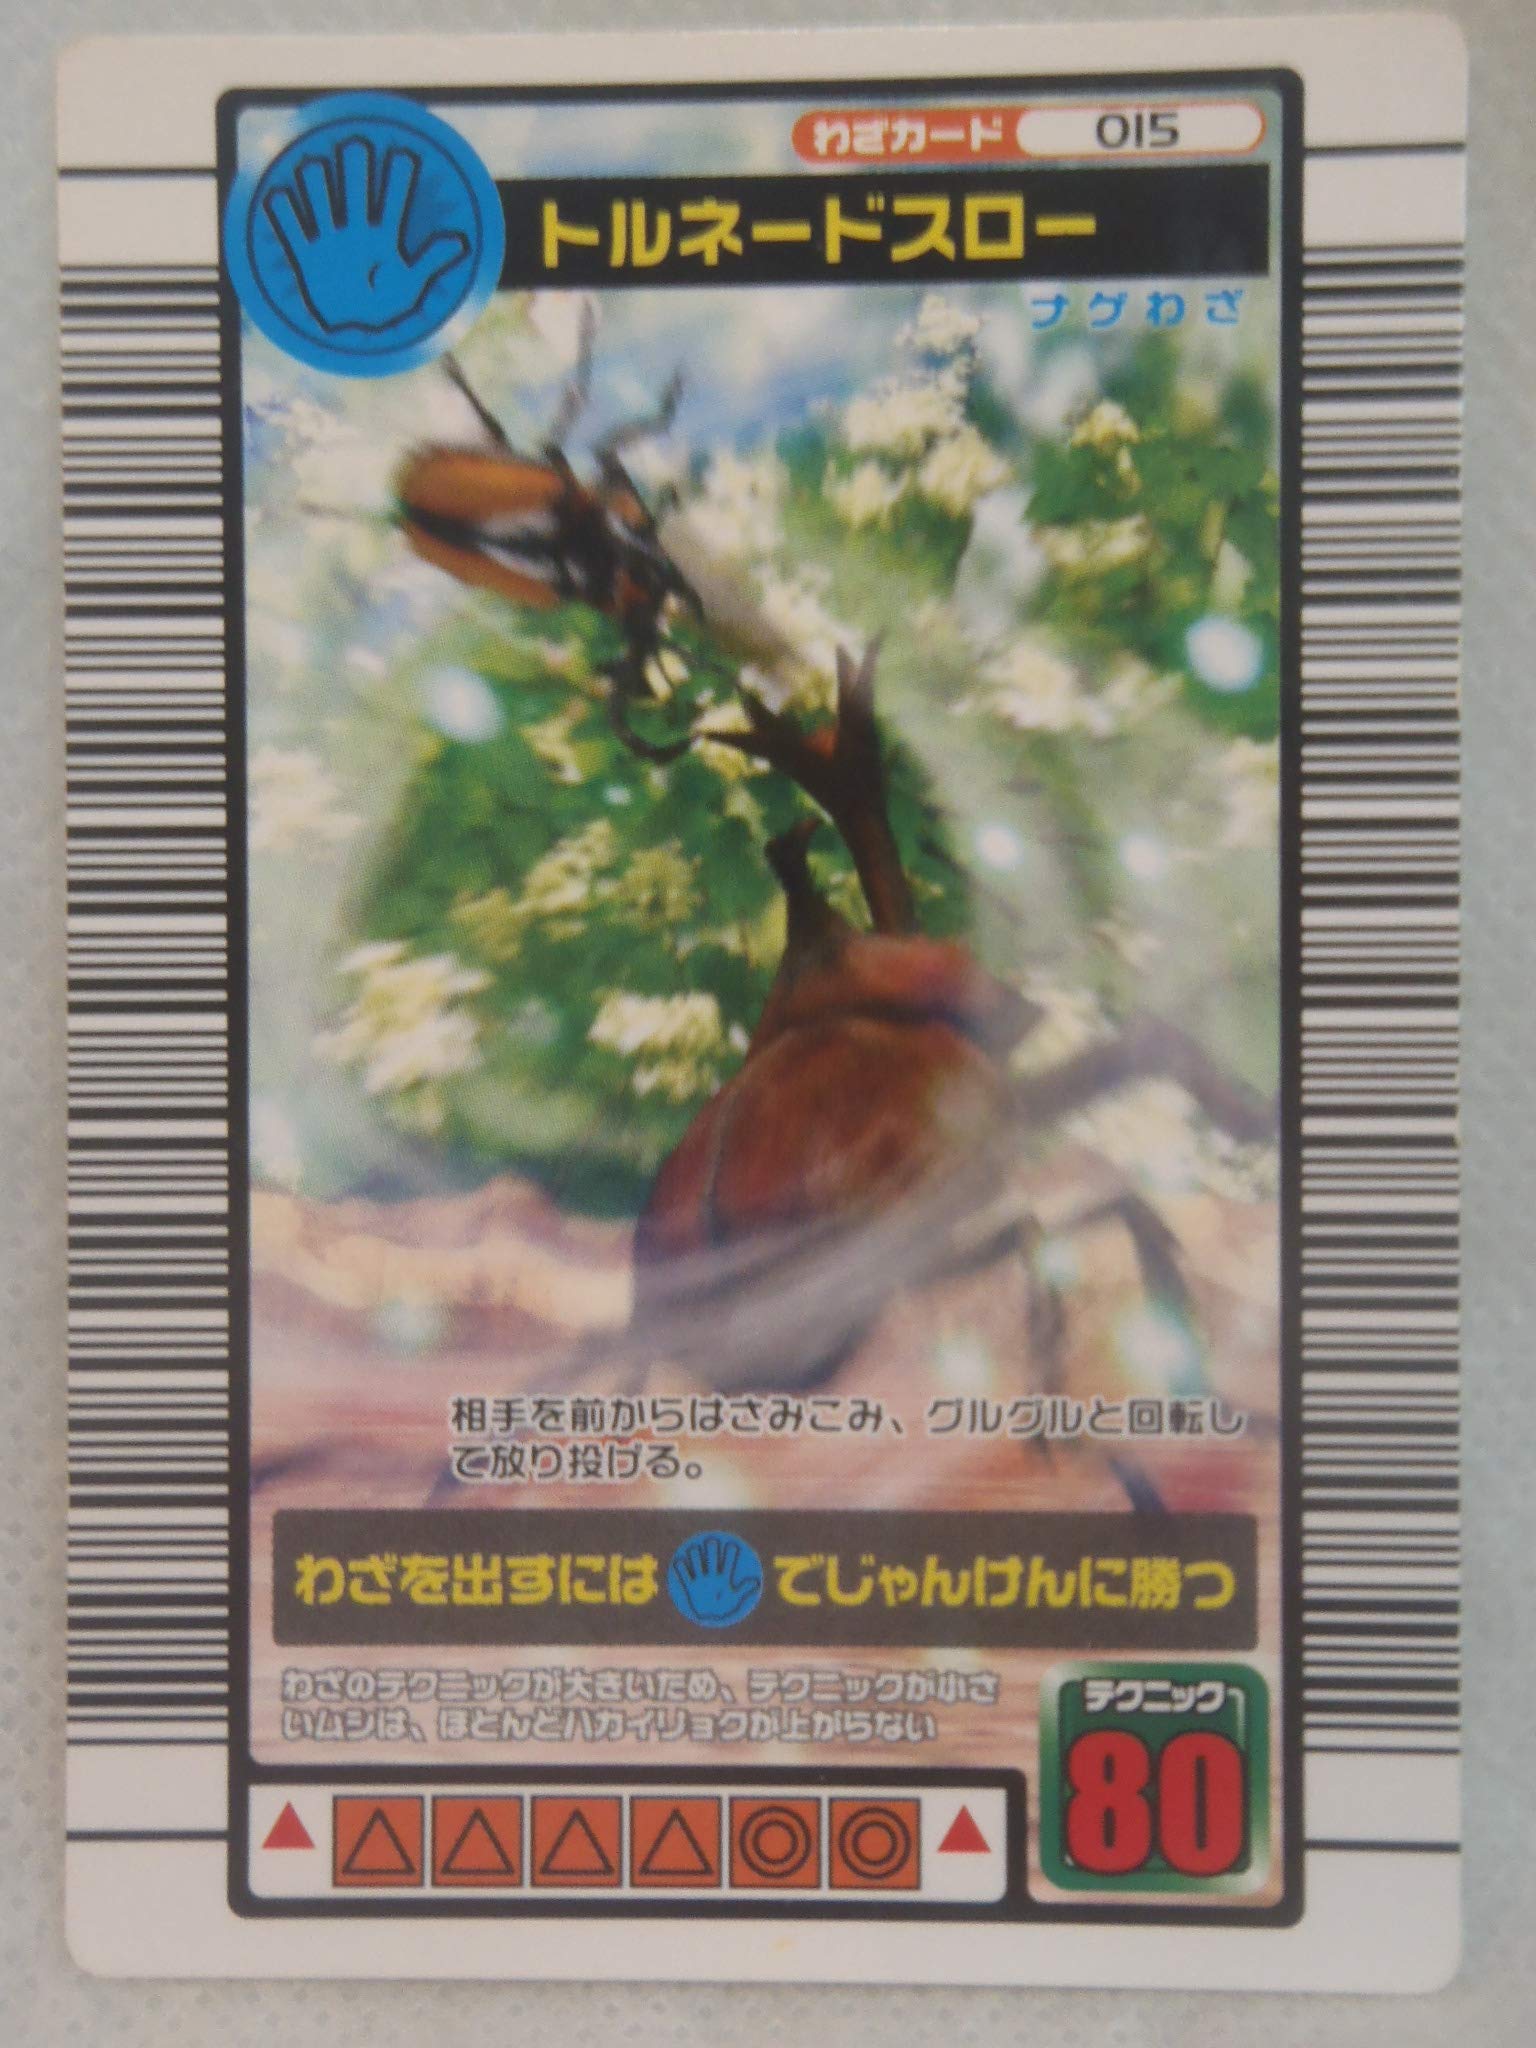 わざカード 015
トルネードスロー
ナゲわざ
相手を前からはさみこみ、グルグルと回転し
て放り投げる。
わざを出すには でじゃんけんに勝つ
わざのテクニックが大きいため、テクニックが小さ
いムシは、ほとんどハカイリョクが上がらない
テクニック
80